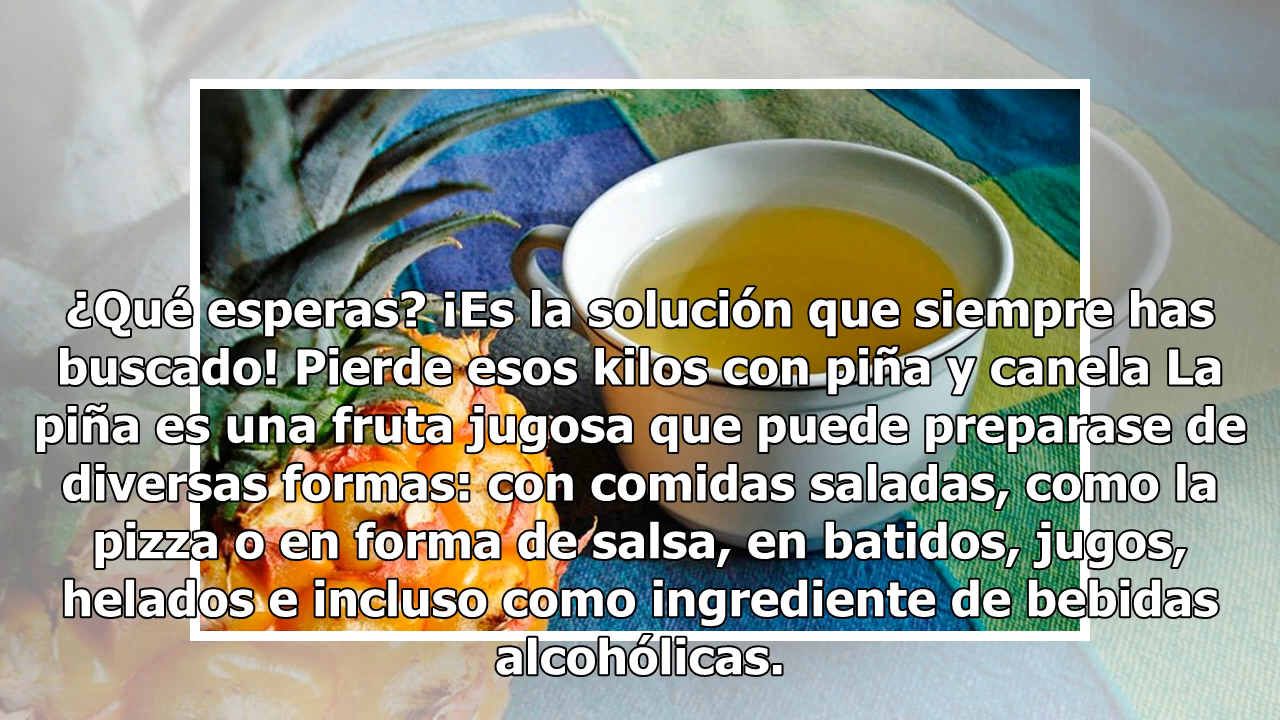 ¿Qué esperas? ¡Es la solución que siempre has
buscado! Pierde esos kilos con piña y canela La
piña es una fruta jugosa que puede prepararse de
diversas formas: con comidas saladas, como la
pizza o en forma de salsa, en batidos, jugos,
helados e incluso como ingrediente de bebidas
alcohólicas.